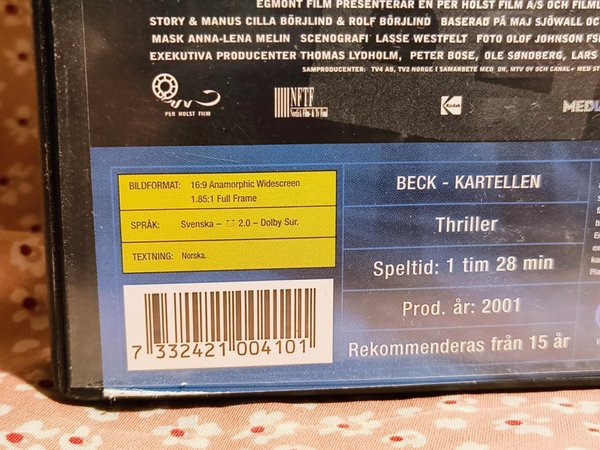 EGMONT FILM PRESENTERAR EN PER HOLST FILM A/S OCH FILML
STORY & MANUS CILLA BÖRJLIND & ROLF BÖRJLIND BASERAD PÅ MAJ SJÖWALL OC
MASK ANNA-LENA MELIN SCENOGRAFI LASSE WESTFELT FOTO OLOF JOHNSON FS
EXEKUTIVA PRODUCENTER THOMAS LYDHOLM, PETER BOSE, OLE SØNDBERG, LARS
SAMPRODUCENTER: TV4 AB, TV2 NORGE I SAMARBETE MED DR, MTV OY OCH CANAL+ MED ST
PER HOLST FILM
NFTF
Kodak
MEDI
BILDFORMAT: 16:9 Anamorphic Widescreen
1.85:1 Full Frame
SPRÅK: Svenska – 2.0 – Dolby Sur.
TEXTNING: Norska.
7 332421 004101
BECK - KARTELLEN
Thriller
Speltid: 1 tim 28 min
Prod. år: 2001
Rekommenderas från 15 år